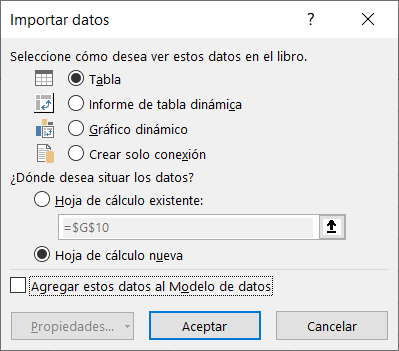 Importar datos
?
Seleccione cómo desea ver estos datos en el libro.
Tabla
Informe de tabla dinámica
Gráfico dinámico
Crear solo conexión
¿Dónde desea situar los datos?
Hoja de cálculo existente:
=$G$10
Hoja de cálculo nueva
Agregar estos datos al Modelo de datos
Propiedades... Aceptar Cancelar